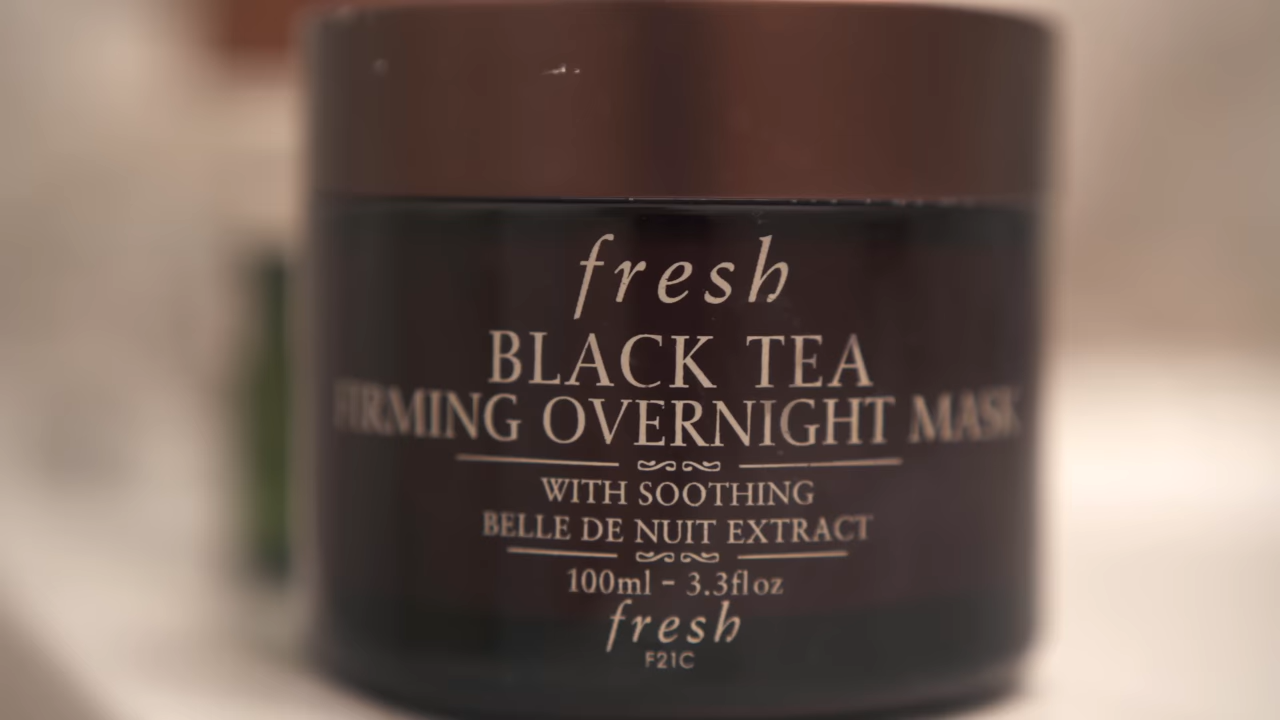 fresh
BLACK TEA
FIRMING OVERNIGHT MASK
WITH SOOTHING
BELLE DE NUIT EXTRACT
100ml - 3.3fl oz
fresh
F21C